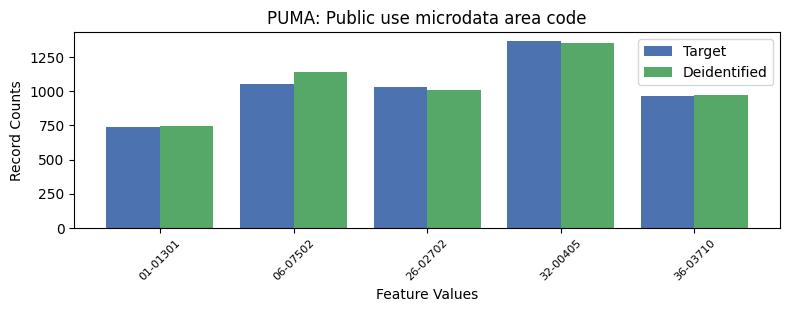 PUMA: Public use microdata area code
Record Counts
1250
1000
750
500
250
0
Target
Deidentified
01-01301
06-07502
26-02702
32-00405
36-03710
Feature Values